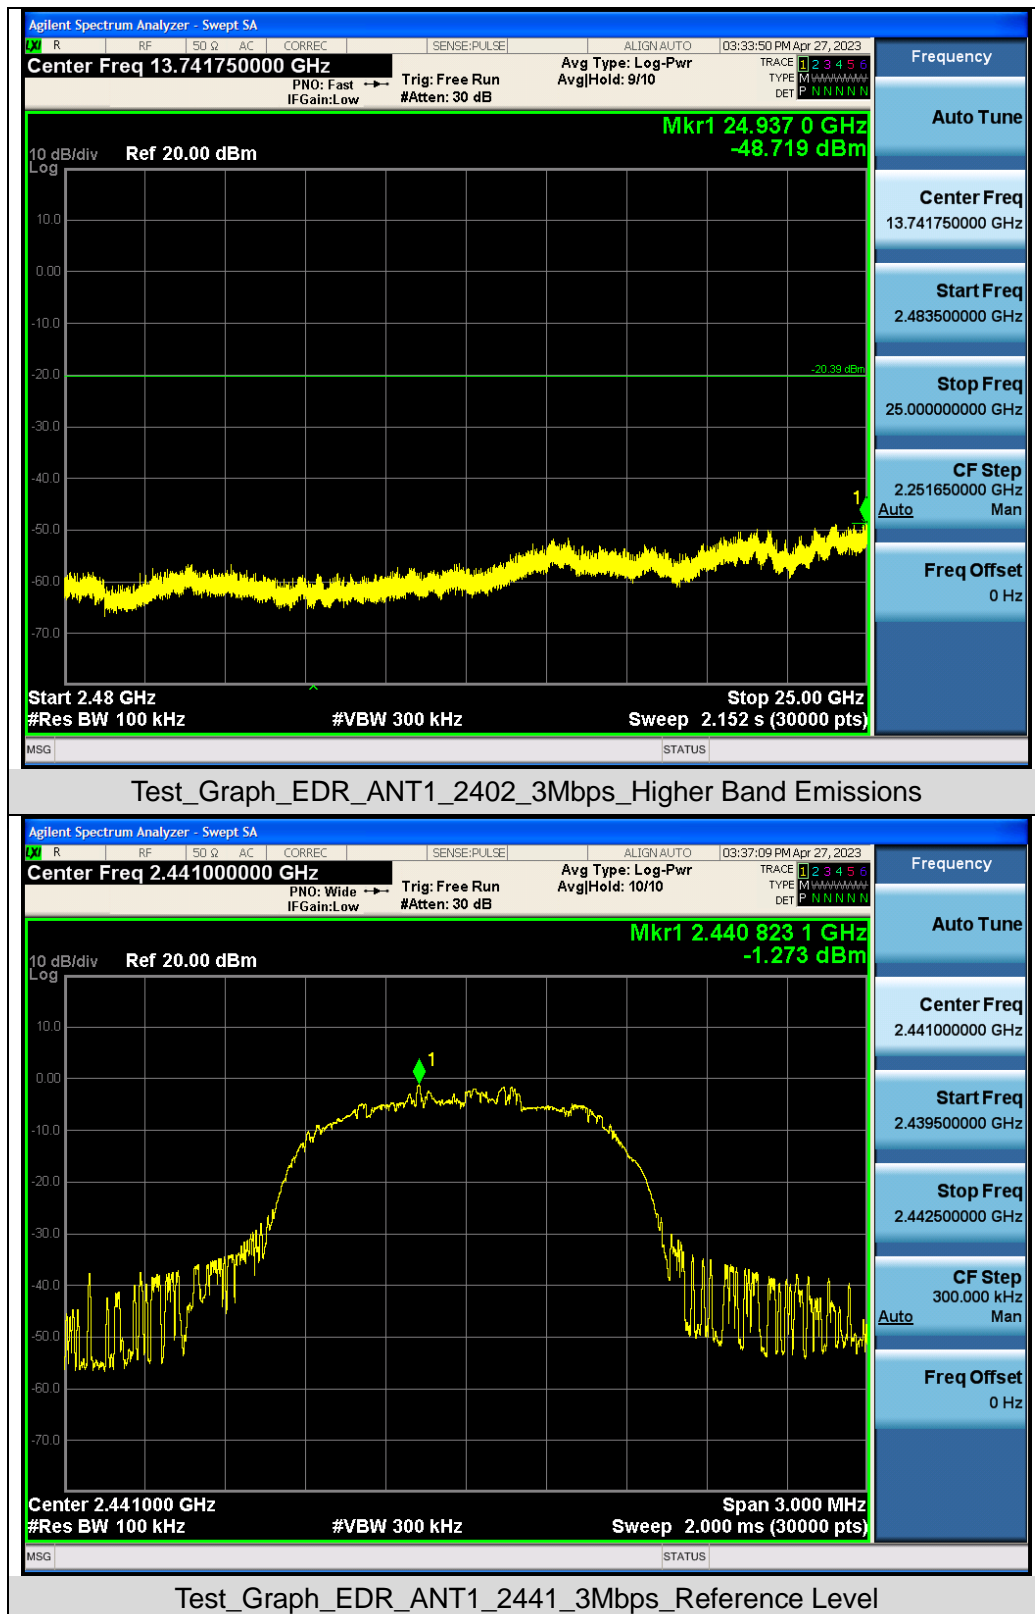 Agilent Spectrum Analyzer - Swept SA
LXI R RF 50 Ω AC CORREC SENSE:PULSE ALIGN AUTO 03:33:50 PM Apr 27, 2023
Center Freq 13.741750000 GHz
PNO: Fast
IFGain:Low
Trig: Free Run
#Atten: 30 dB
Avg Type: Log-Pwr
Avg|Hold: 9/10
TRACE 1 2 3 4 5 6
TYPE M WWWWW
DET P N N N N N
Frequency
Mkr1 24.937 0 GHz
-48.719 dBm
10 dB/div Ref 20.00 dBm
Log
10.0
0.00
-10.0
-20.0
-20.39 dBm
-30.0
-40.0
1
-50.0
-60.0
-70.0
Start 2.48 GHz Stop 25.00 GHz
#Res BW 100 kHz #VBW 300 kHz Sweep 2.152 s (30000 pts)
Auto Tune
Center Freq
13.741750000 GHz
Start Freq
2.483500000 GHz
Stop Freq
25.000000000 GHz
CF Step
2.251650000 GHz
Auto Man
Freq Offset
0 Hz
MSG STATUS
Test_Graph_EDR_ANT1_2402_3Mbps_Higher Band Emissions
Agilent Spectrum Analyzer - Swept SA
LXI R RF 50 Ω AC CORREC SENSE:PULSE ALIGN AUTO 03:37:09 PM Apr 27, 2023
Center Freq 2.441000000 GHz
PNO: Wide
IFGain:Low
Trig: Free Run
#Atten: 30 dB
Avg Type: Log-Pwr
Avg|Hold: 10/10
TRACE 1 2 3 4 5 6
TYPE M WWWWW
DET P N N N N N
Frequency
Mkr1 2.440 823 1 GHz
-1.273 dBm
10 dB/div Ref 20.00 dBm
Log
10.0
1
0.00
-10.0
-20.0
-30.0
-40.0
-50.0
-60.0
-70.0
Center 2.441000 GHz Span 3.000 MHz
#Res BW 100 kHz #VBW 300 kHz Sweep 2.000 ms (30000 pts)
Auto Tune
Center Freq
2.441000000 GHz
Start Freq
2.439500000 GHz
Stop Freq
2.442500000 GHz
CF Step
300.000 kHz
Auto Man
Freq Offset
0 Hz
MSG STATUS
Test_Graph_EDR_ANT1_2441_3Mbps_Reference Level